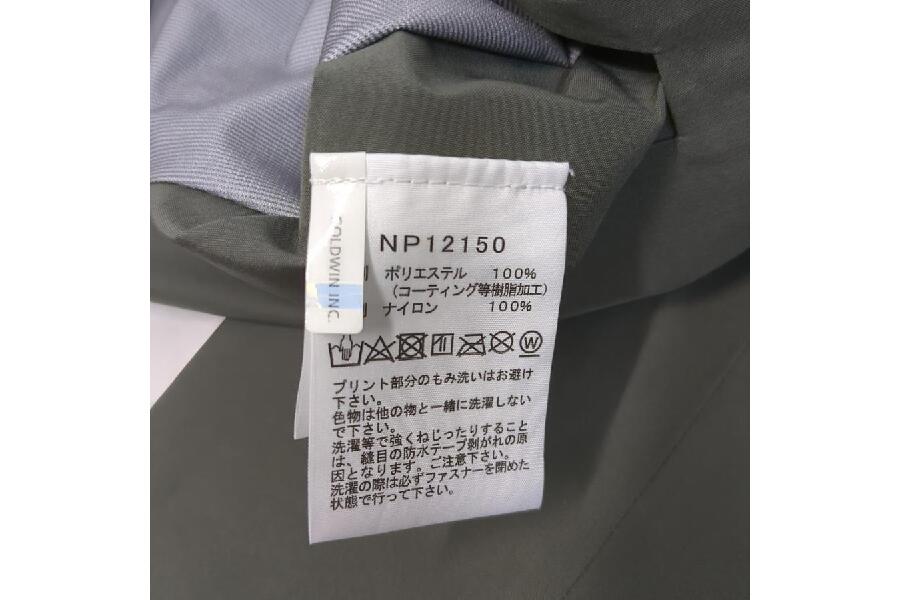 GOLDWIN INC.
NP12150
ポリエステル 100%
(コーティング等樹脂加工)
ナイロン 100%
W
プリント部分のもみ洗いはお避け
下さい。
色物は他の物と一緒に洗濯しない
で下さい。
洗濯等で強くねじったりすること
は、縫目の防水テープ剥がれの原
因となります。ご注意下さい。
洗濯の際は必ずファスナーを閉めた
状態で行って下さい。